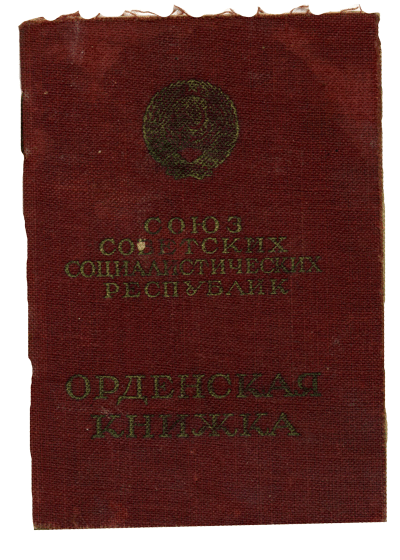 СОЮЗ
СОВЕТСКИХ
СОЦИАЛИСТИЧЕСКИХ
РЕСПУБЛИК
ОРДЕНСКАЯ
КНИЖКА